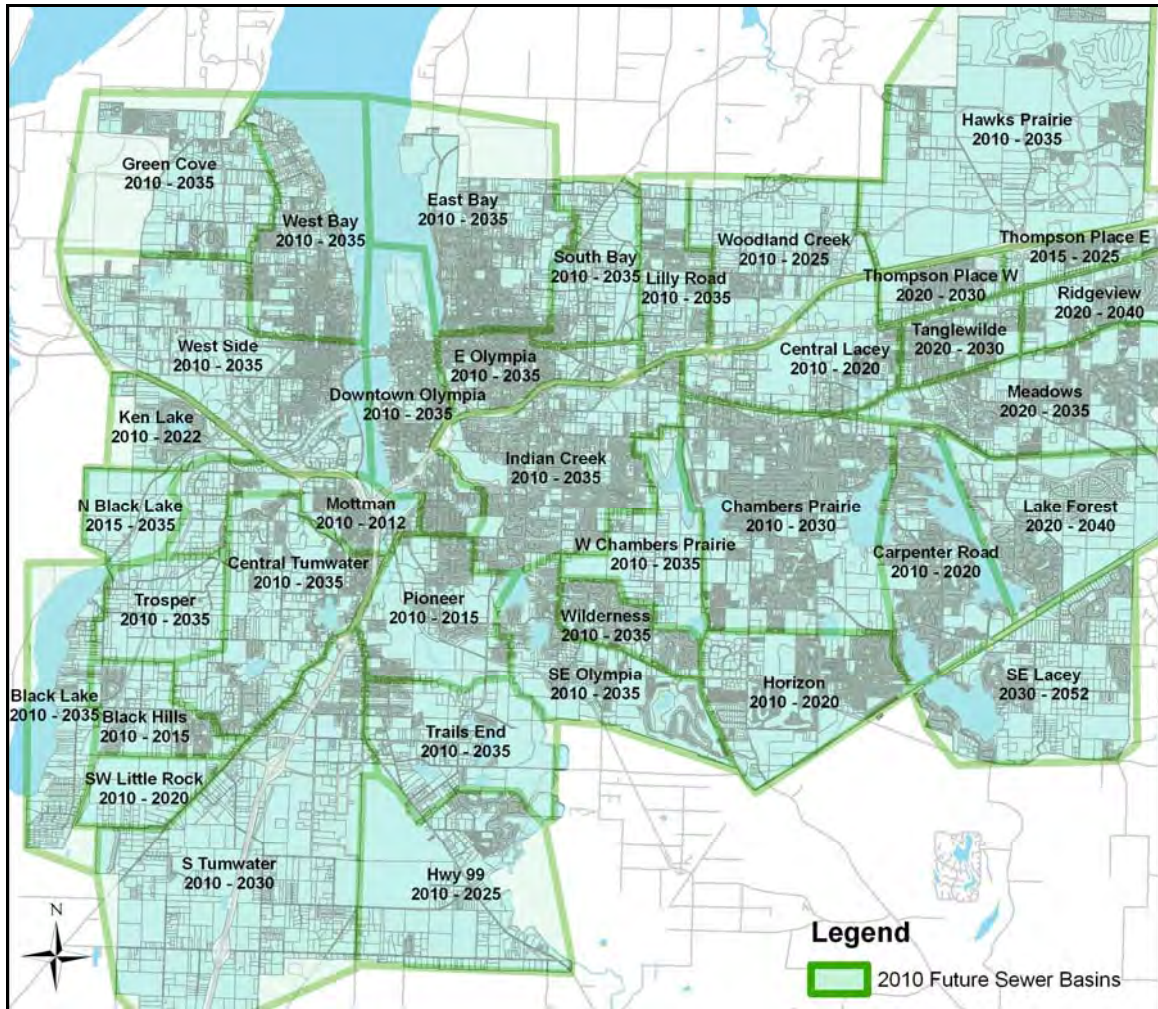 Hawks Prairie
2010 - 2035
Green Cove
2010 - 2035
East Bay
2010 - 2035
West Bay
2010 - 2035
South Bay
2010 - 2035
Woodland Creek
2010 - 2025
Lilly Road
2010 - 2035
Thompson Place E
2015 - 2025
Thompson Place W
2020 - 2030
Ridgeview
2020 - 2040
Tanglewilde
2020 - 2030
West Side
2010 - 2035
E Olympia
2010 - 2035
Central Lacey
2010 - 2020
Meadows
2020 - 2035
Downtown Olympia
2010 - 2035
Ken Lake
2010 - 2022
Indian Creek
2010 - 2035
N Black Lake
2015 - 2035
Mottman
2010 - 2012
Chambers Prairie
2010 - 2030
Lake Forest
2020 - 2040
W Chambers Prairie
2010 - 2035
Carpenter Road
2010 - 2020
Central Tumwater
2010 - 2035
Trosper
2010 - 2035
Pioneer
2010 - 2015
Wilderness
2010 - 2035
SE Olympia
2010 - 2035
Horizon
2010 - 2020
SE Lacey
2030 - 2052
Black Lake
2010 - 2035
Black Hills
2010 - 2015
Trails End
2010 - 2035
SW Little Rock
2010 - 2020
S Tumwater
2010 - 2030
Hwy 99
2010 - 2025
N
Legend
2010 Future Sewer Basins